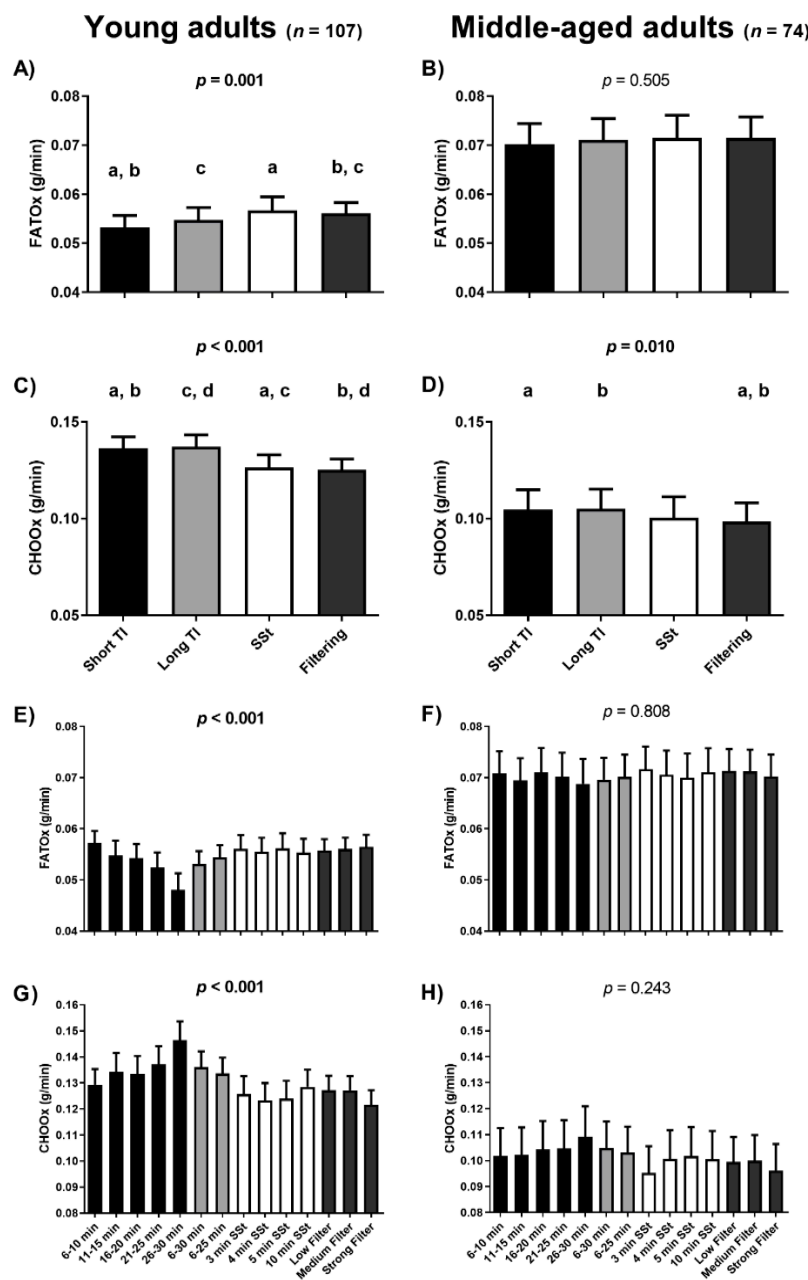 Young adults (n = 107)
Middle-aged adults (n = 74)
A)
p = 0.001
FATOx (g/min)
0.08
0.07
0.06
0.05
0.04
a, b
c
a
b, c
B)
p = 0.505
FATOx (g/min)
0.08
0.07
0.06
0.05
0.04
C)
p < 0.001
CHOOx (g/min)
0.15
0.10
0.05
a, b
c, d
a, c
b, d
Short TI
Long TI
SSt
Filtering
D)
p = 0.010
CHOOx (g/min)
0.15
0.10
0.05
a
b
a, b
Short TI
Long TI
SSt
Filtering
E)
p < 0.001
FATOx (g/min)
0.08
0.07
0.06
0.05
0.04
F)
p = 0.808
FATOx (g/min)
0.08
0.07
0.06
0.05
0.04
G)
p < 0.001
CHOOx (g/min)
0.16
0.15
0.14
0.13
0.12
0.11
0.10
0.09
0.08
6-10 min
11-15 min
16-20 min
21-25 min
26-30 min
6-30 min
6-25 min
3 min SSt
4 min SSt
5 min SSt
10 min SSt
Low Filter
Medium Filter
Strong Filter
H)
p = 0.243
CHOOx (g/min)
0.16
0.15
0.14
0.13
0.12
0.11
0.10
0.09
0.08
6-10 min
11-15 min
16-20 min
21-25 min
26-30 min
6-30 min
6-25 min
3 min SSt
4 min SSt
5 min SSt
10 min SSt
Low Filter
Medium Filter
Strong Filter